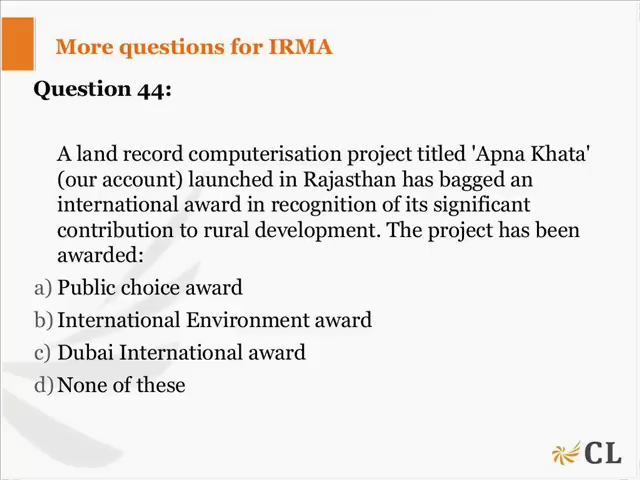 More questions for IRMA
Question 44:
A land record computerisation project titled 'Apna Khata'
(our account) launched in Rajasthan has bagged an
international award in recognition of its significant
contribution to rural development. The project has been
awarded:
a) Public choice award
b) International Environment award
c) Dubai International award
d) None of these
CL